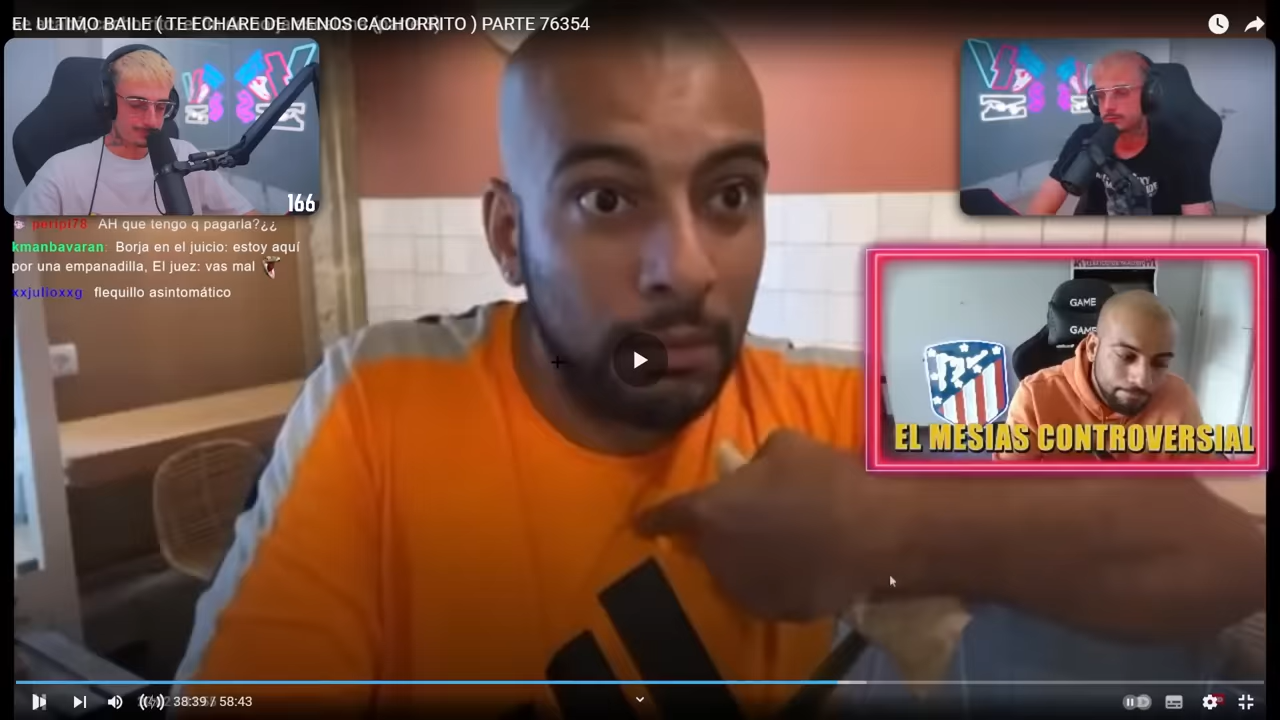 EL ULTIMO BAILE ( TE ECHARE DE MENOS CACHORRITO ) PARTE 76354
166
peripi78 AH que tengo q pagarla?¿¿
kmanbavaran: Borja en el juicio: estoy aquí
por una empanadilla, El juez: vas mal
xxjulioxxg flequillo asintomático
GAME
GAM
EL MESIAS CONTROVERSIAL
38:39 / 58:43